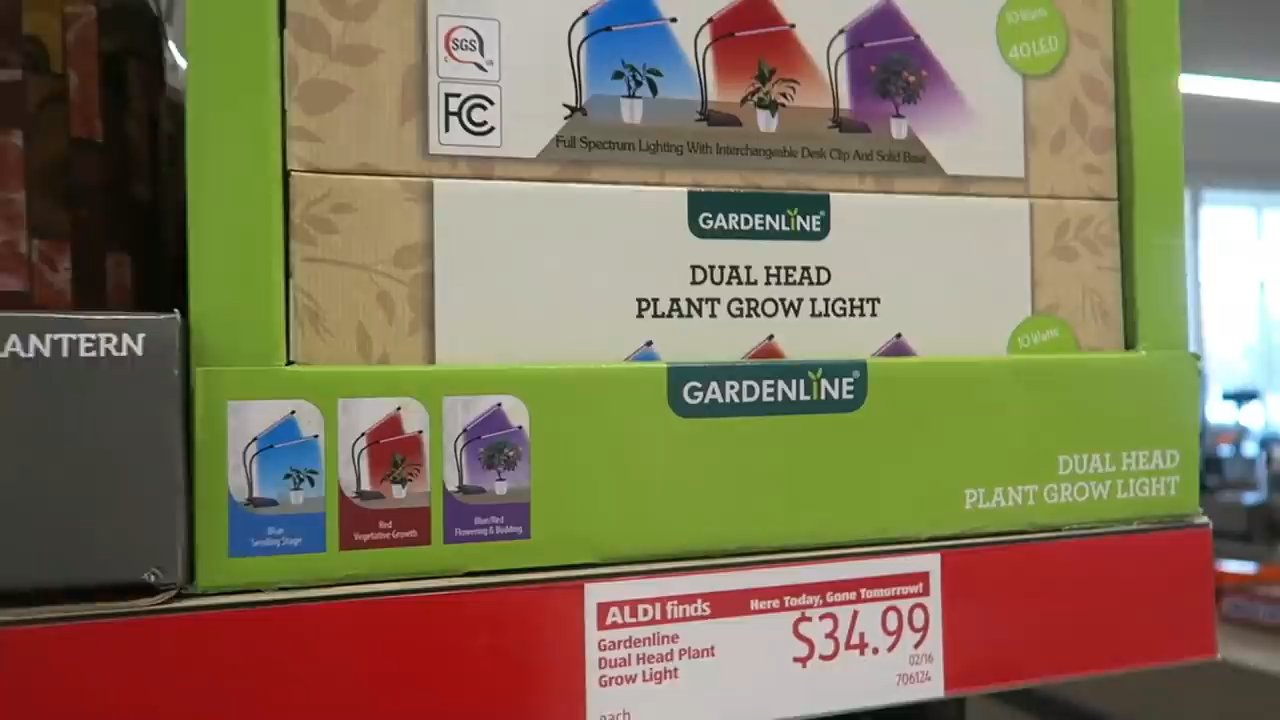 SGS
FC
10 Watts
40 LED
Full Spectrum Lighting With Interchangeable Desk Clip And Solid Base
GARDENLINE®
DUAL HEAD
PLANT GROW LIGHT
10 Watts
ANTERN
GARDENLINE®
Blue
Seedling Stage
Red
Vegetative Growth
Blue/Red
Flowering & Budding
DUAL HEAD
PLANT GROW LIGHT
ALDI finds
Here Today, Gone Tomorrow!
Gardenline
Dual Head Plant
Grow Light
$34.99
02/16
706124
each